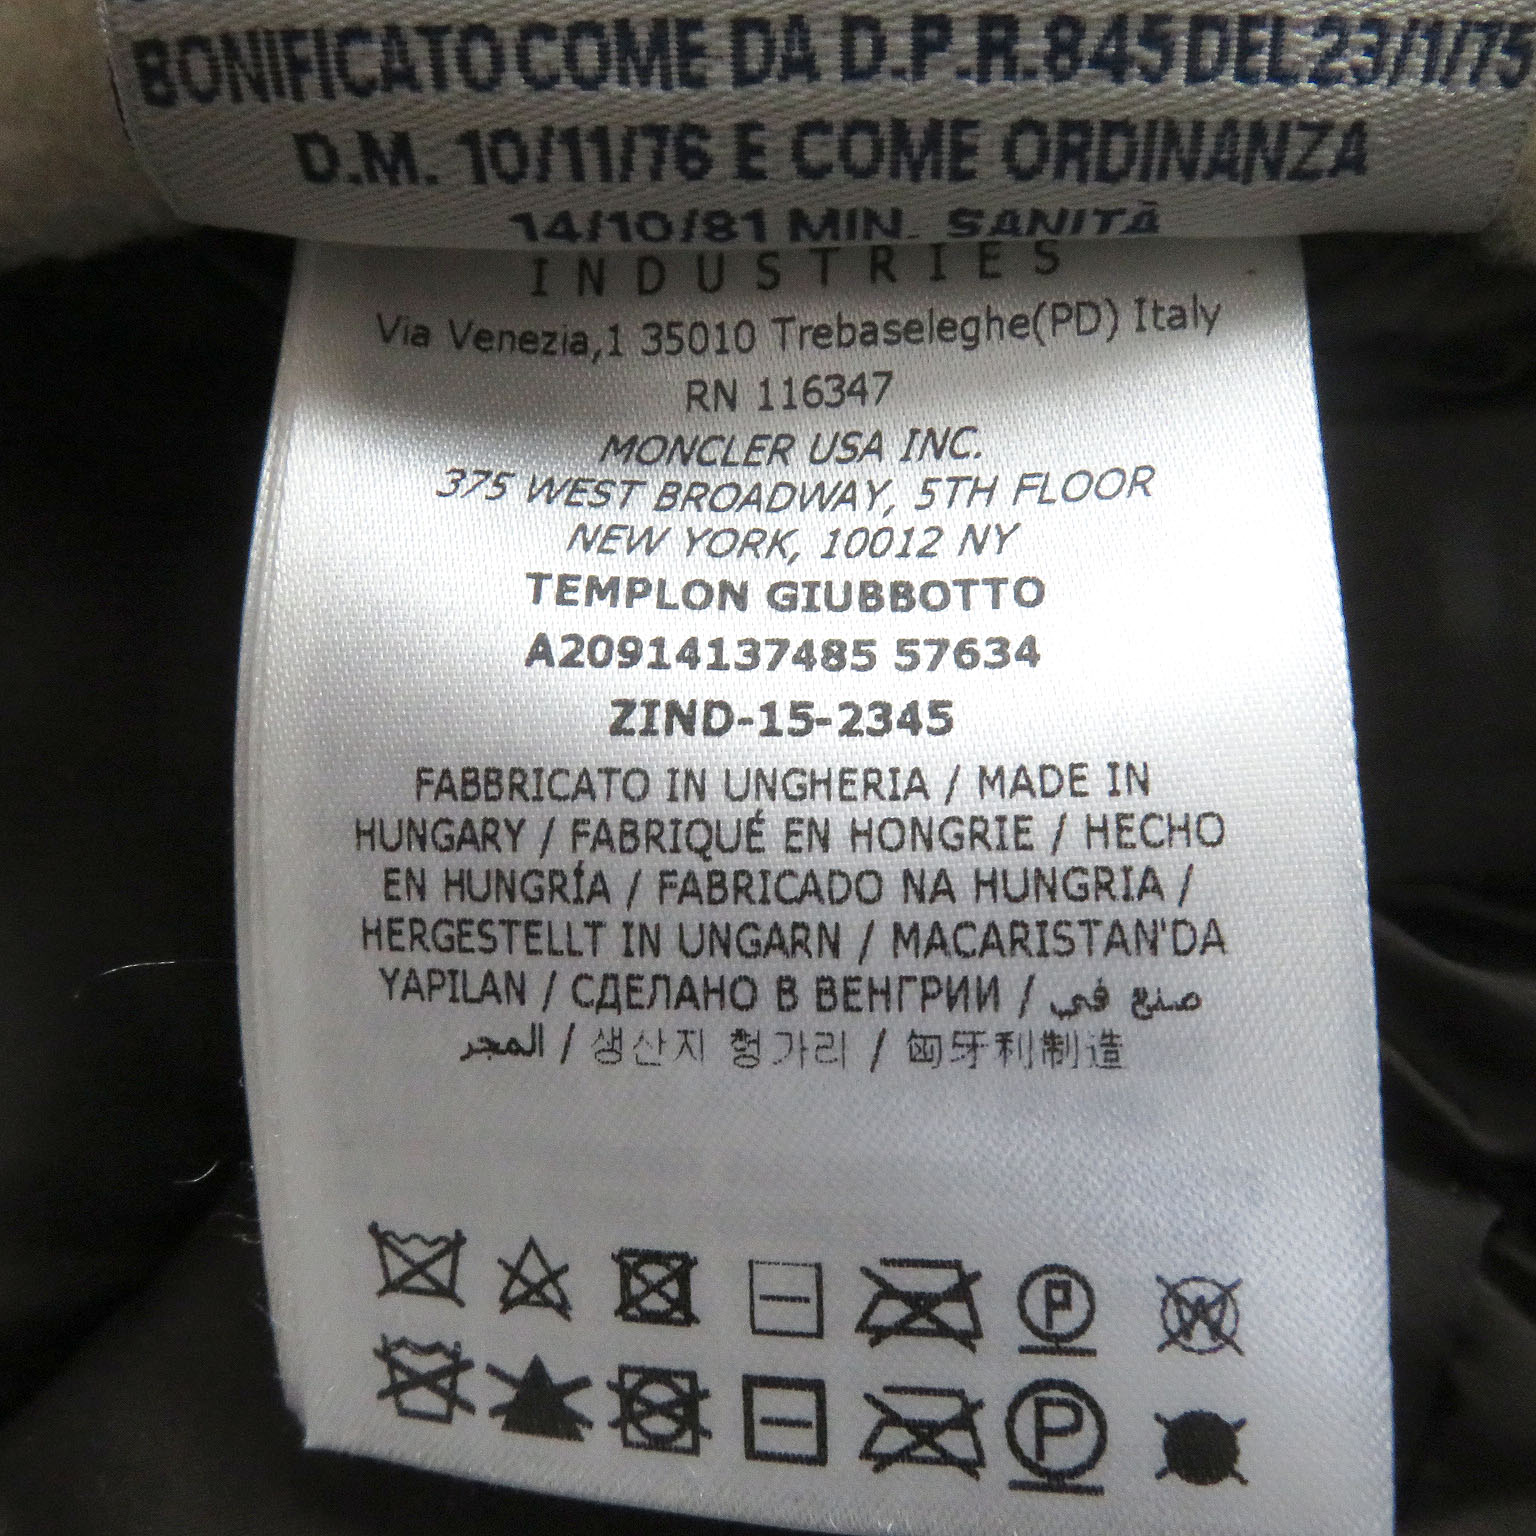 BONIFICATO COME DA D.P.R.845 DEL 23/1/75
D.M. 10/11/76 E COME ORDINANZA
14/10/81 MIN. SANITÀ
INDUSTRIES
Via Venezia,1 35010 Trebaseleghe(PD) Italy
RN 116347
MONCLER USA INC.
375 WEST BROADWAY, 5TH FLOOR
NEW YORK, 10012 NY
TEMPLON GIUBBOTTO
A20914137485 57634
ZIND-15-2345
FABBRICATO IN UNGHERIA / MADE IN
HUNGARY / FABRIQUÉ EN HONGRIE / HECHO
EN HUNGRÍA / FABRICADO NA HUNGRIA /
HERGESTELLT IN UNGARN / MACARISTAN'DA
YAPILAN / СДЕЛАНО В ВЕНГРИИ / صنع في
المجر / 생산지 헝가리 / 匈牙利制造
P W
P